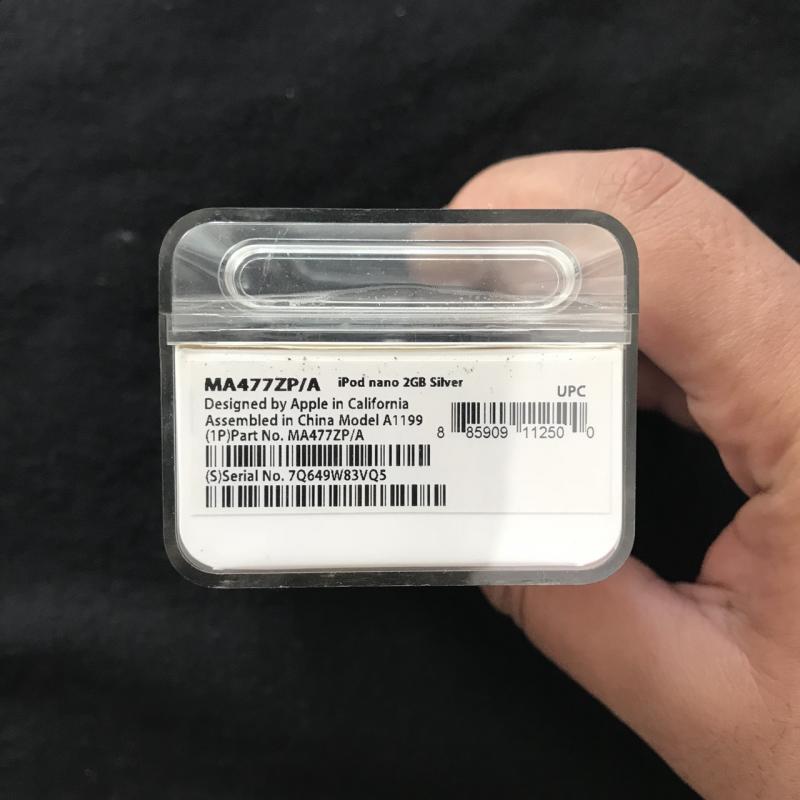 MA477ZP/A iPod nano 2GB Silver
UPC
Designed by Apple in California
Assembled in China Model A1199
(1P)Part No. MA477ZP/A
8 85909 11250 0
(S)Serial No. 7Q649W83VQ5